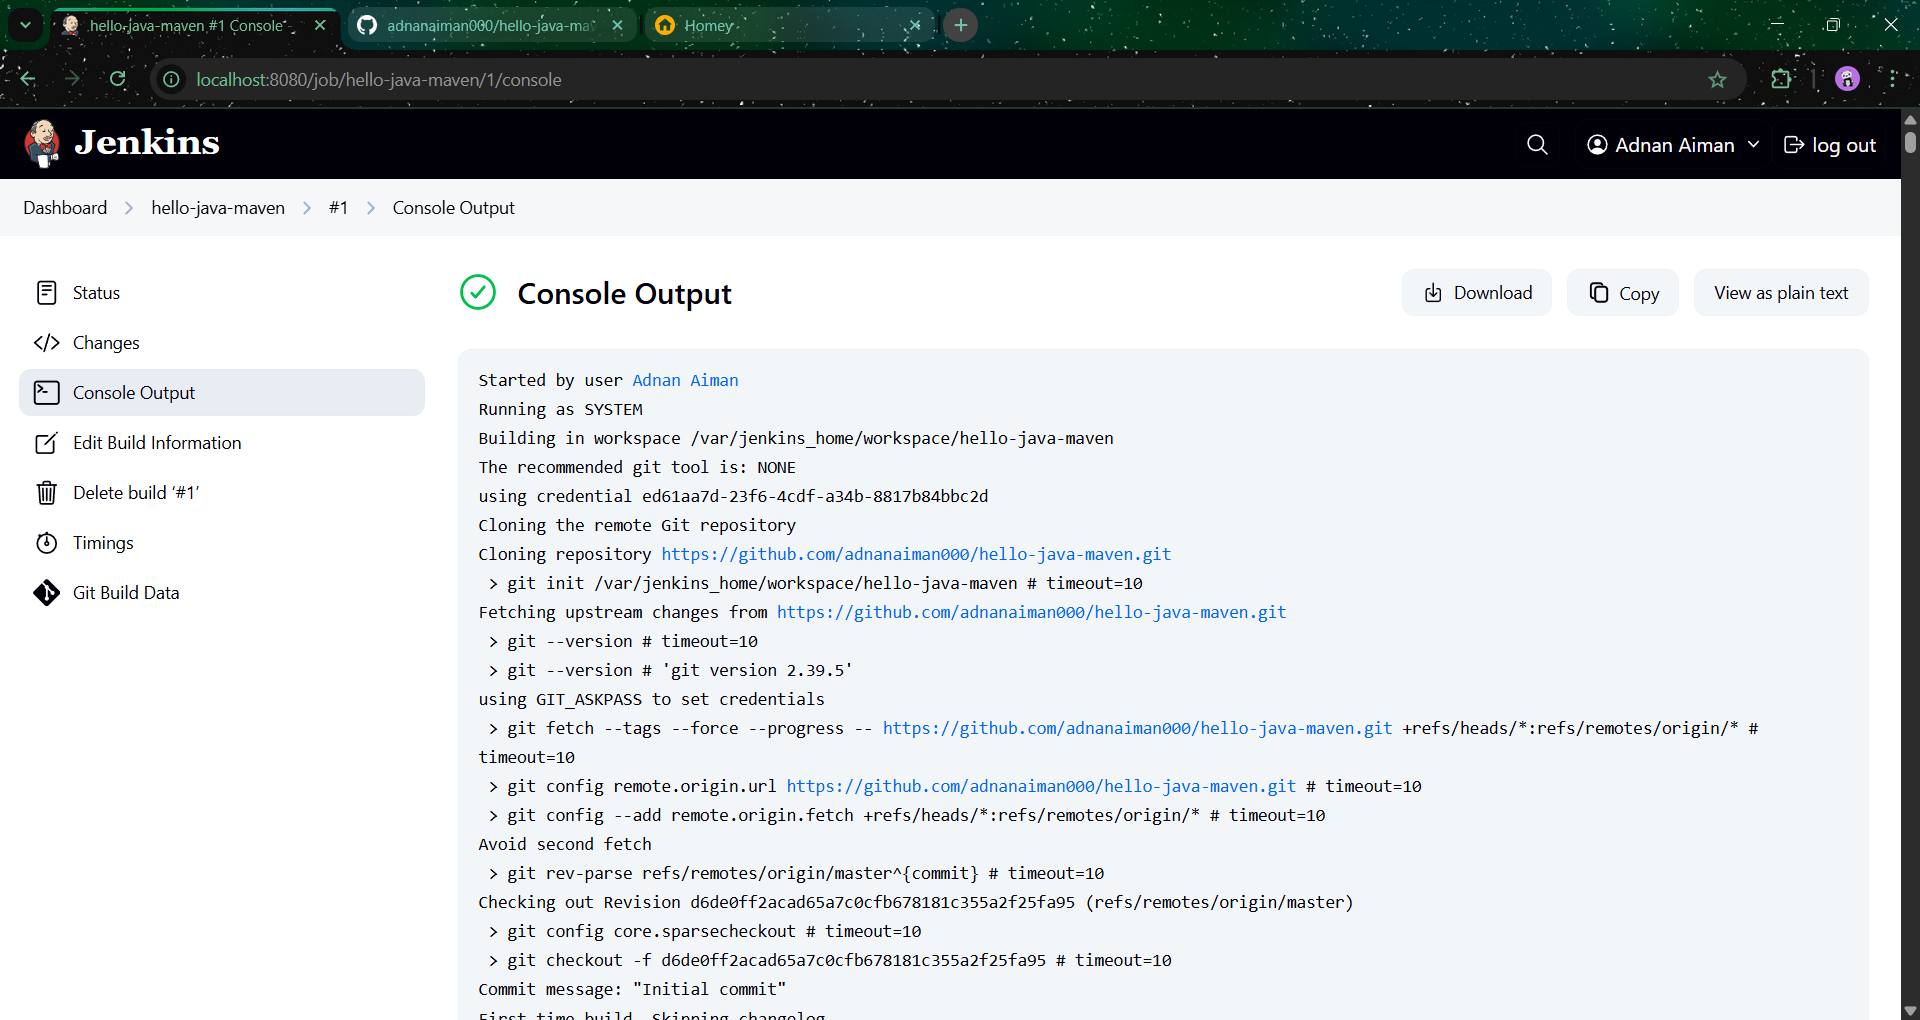 hello-java-maven #1 Console -
adnanaiman000/hello-java-ma
Homey
localhost:8080/job/hello-java-maven/1/console
Jenkins
Adnan Aiman
log out
Dashboard > hello-java-maven > #1 > Console Output
Status
Changes
Console Output
Edit Build Information
Delete build ‘#1’
Timings
Git Build Data
Console Output
Download
Copy
View as plain text
Started by user Adnan Aiman
Running as SYSTEM
Building in workspace /var/jenkins_home/workspace/hello-java-maven
The recommended git tool is: NONE
using credential ed61aa7d-23f6-4cdf-a34b-8817b84bbc2d
Cloning the remote Git repository
Cloning repository https://github.com/adnanaiman000/hello-java-maven.git
> git init /var/jenkins_home/workspace/hello-java-maven # timeout=10
Fetching upstream changes from https://github.com/adnanaiman000/hello-java-maven.git
> git --version # timeout=10
> git --version # 'git version 2.39.5'
using GIT_ASKPASS to set credentials
> git fetch --tags --force --progress -- https://github.com/adnanaiman000/hello-java-maven.git +refs/heads/*:refs/remotes/origin/* #
timeout=10
> git config remote.origin.url https://github.com/adnanaiman000/hello-java-maven.git # timeout=10
> git config --add remote.origin.fetch +refs/heads/*:refs/remotes/origin/* # timeout=10
Avoid second fetch
> git rev-parse refs/remotes/origin/master^{commit} # timeout=10
Checking out Revision d6de0ff2acad65a7c0cfb678181c355a2f25fa95 (refs/remotes/origin/master)
> git config core.sparsecheckout # timeout=10
> git checkout -f d6de0ff2acad65a7c0cfb678181c355a2f25fa95 # timeout=10
Commit message: "Initial commit"
First time build. Skipping changelog.